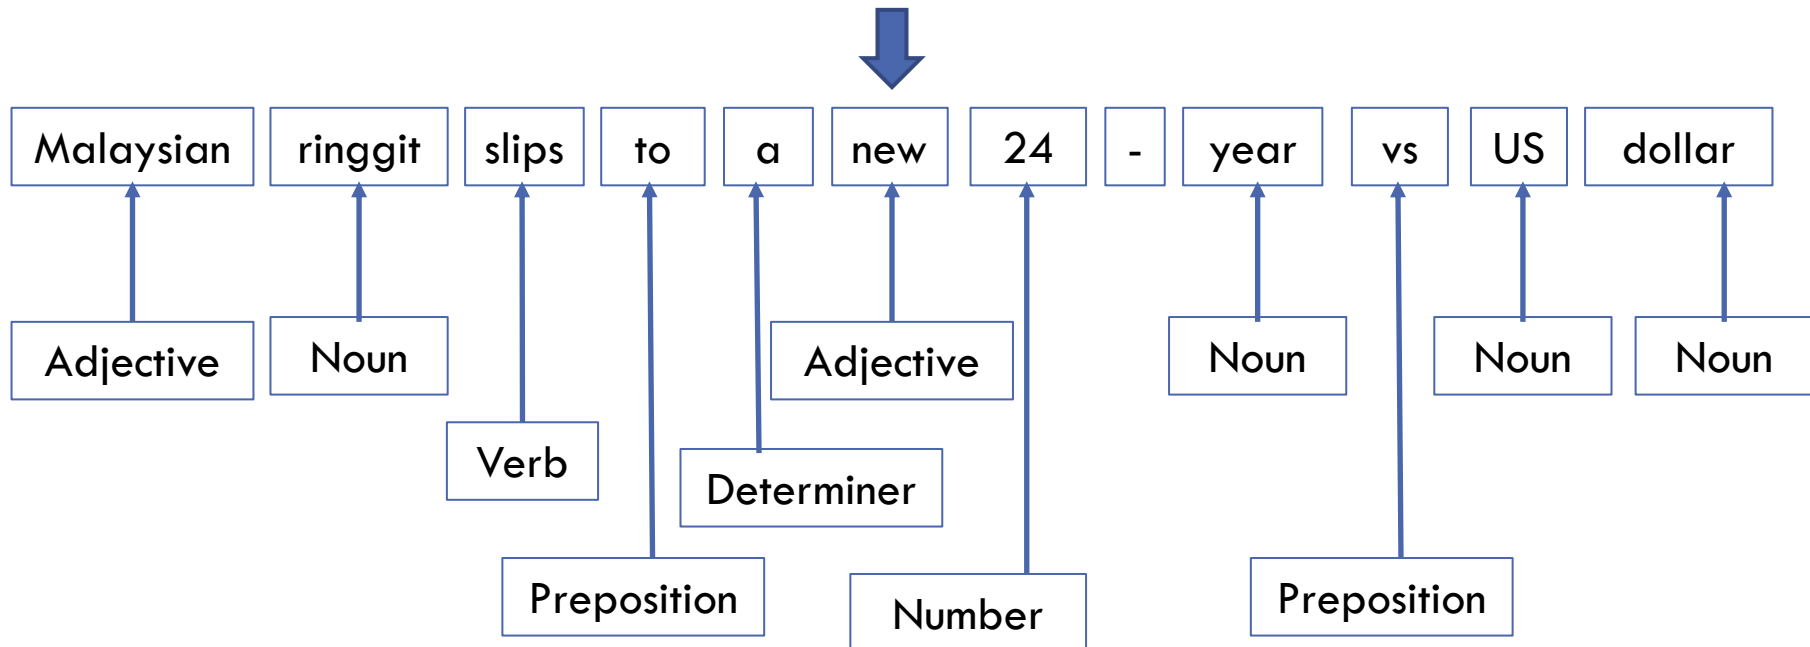 Malaysian ringgit slips to a new 24 - year vs US dollar
Adjective Noun Adjective Noun Noun Noun
Verb Determiner
Preposition Number Preposition